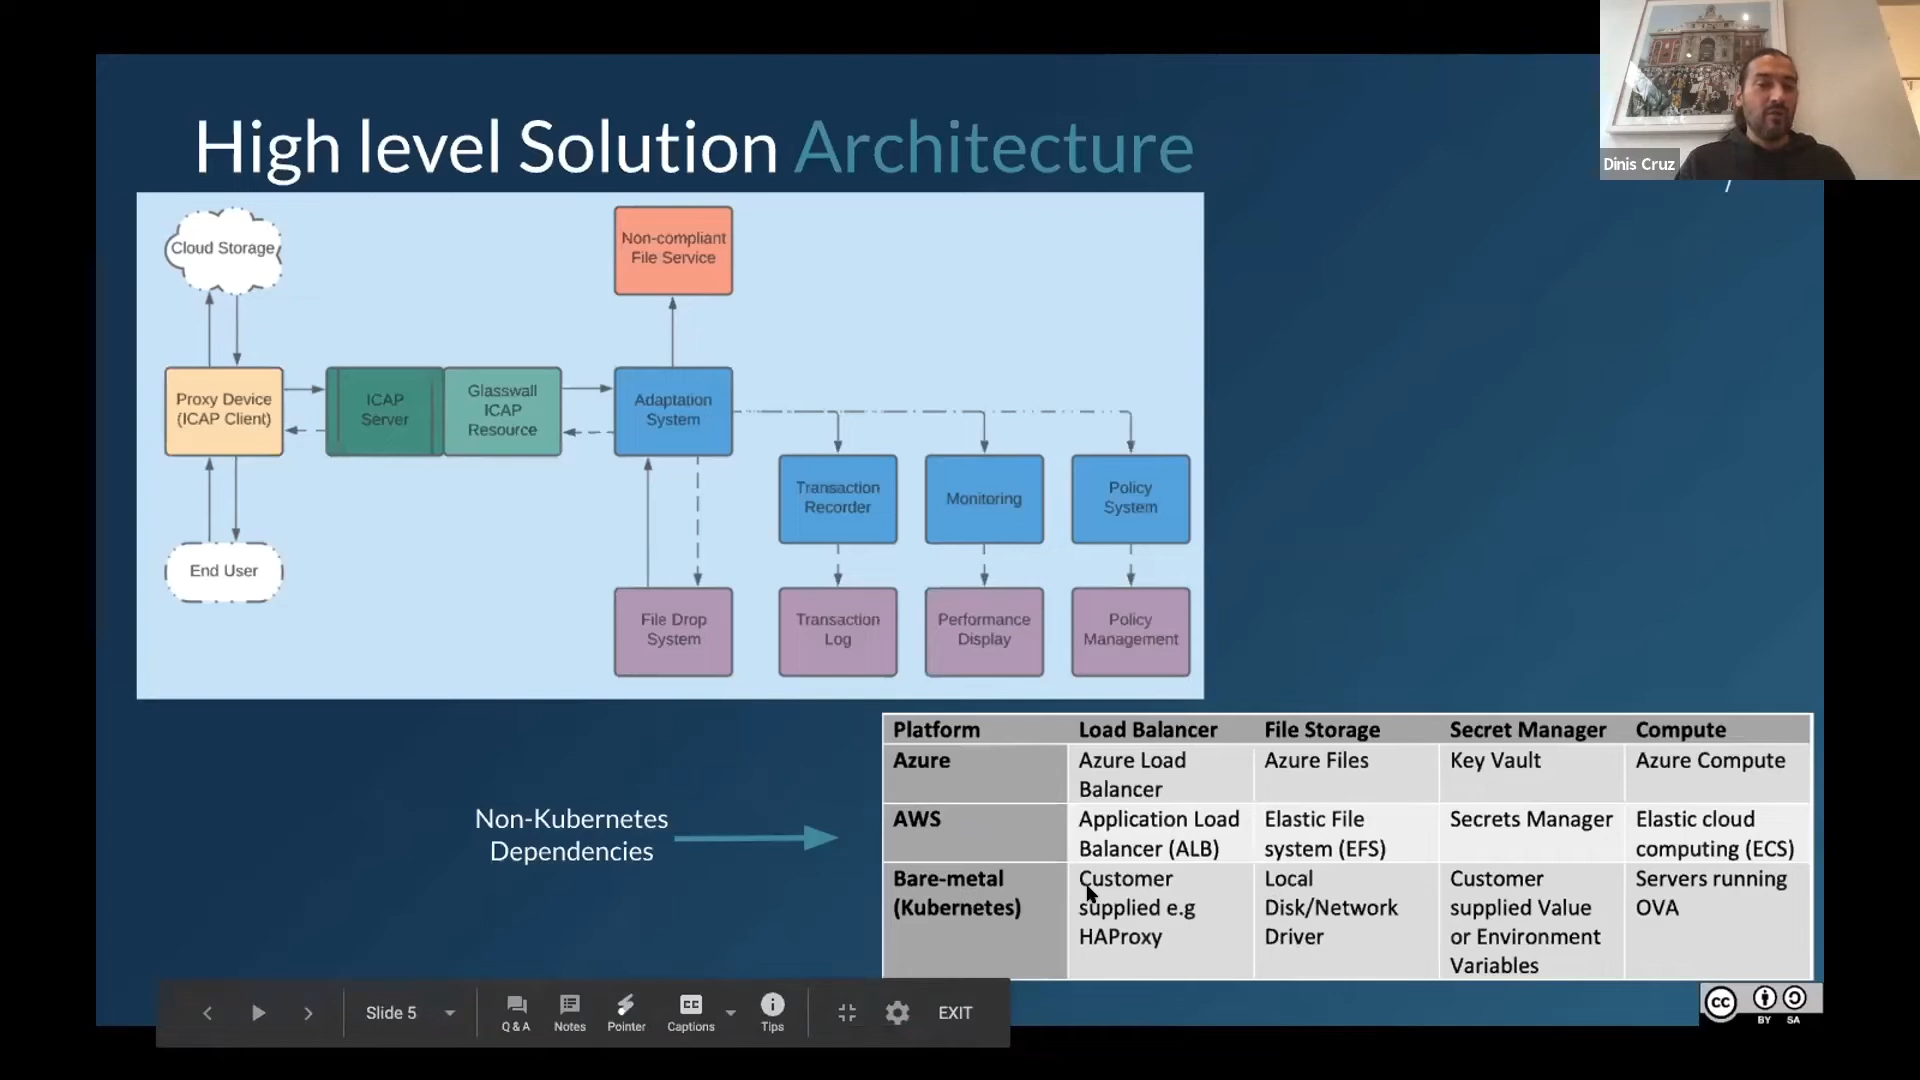 High level Solution Architecture
Dinis Cruz
Cloud Storage
Non-compliant
File Service
Proxy Device
(ICAP Client)
ICAP
Server
Glasswall
ICAP
Resource
Adaptation
System
Transaction
Recorder
Monitoring
Policy
System
End User
File Drop
System
Transaction
Log
Performance
Display
Policy
Management
Non-Kubernetes
Dependencies
Platform Load Balancer File Storage Secret Manager Compute
Azure Azure Load Azure Files Key Vault Azure Compute
Balancer
AWS Application Load Elastic File Secrets Manager Elastic cloud
Balancer (ALB) system (EFS) computing (ECS)
Bare-metal Customer Local Customer Servers running
(Kubernetes) supplied e.g Disk/Network supplied Value OVA
HAProxy Driver or Environment
Variables
Slide 5
Q & A
Notes
Pointer
CC
Captions
Tips
EXIT
cc
BY SA